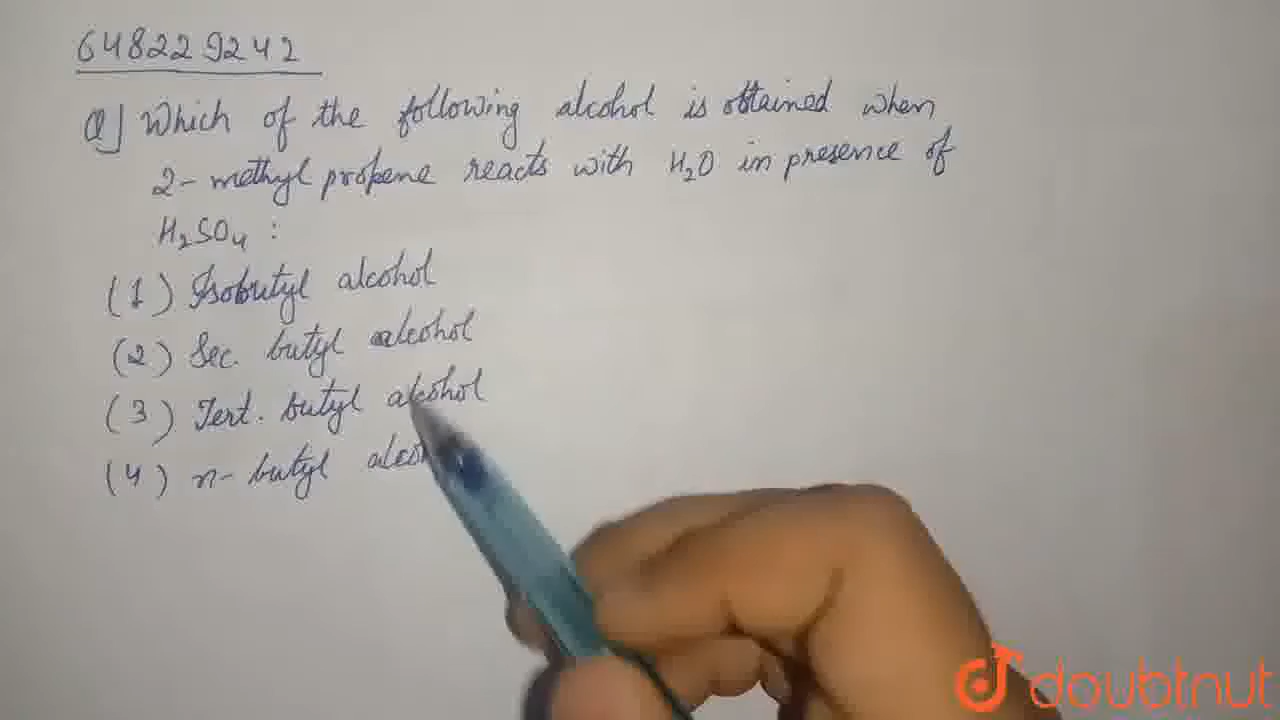 648229242
Q] Which of the following alcohol is obtained when
2-methyl propene reacts with H₂O in presence of
H₂SO₄ :
(1) Isobutyl alcohol
(2) Sec. butyl alcohol
(3) Tert. butyl alcohol
(4) n-butyl
doubtnut